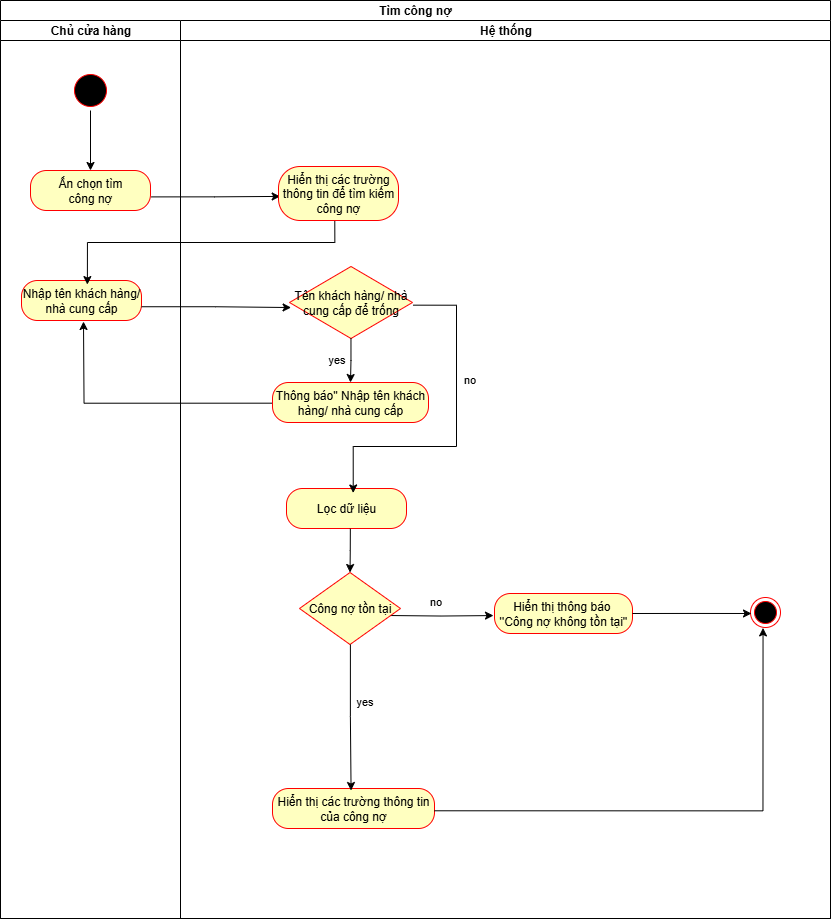 Tìm công nợ
Chủ cửa hàng
Hệ thống
Ấn chọn tìm
công nợ
Hiển thị các trường
thông tin để tìm kiếm
công nợ
Nhập tên khách hàng/
nhà cung cấp
Tên khách hàng/ nhà
cung cấp để trống
yes
no
Thông báo" Nhập tên khách
hàng/ nhà cung cấp
Lọc dữ liệu
Công nợ tồn tại
no
Hiển thị thông báo
"Công nợ không tồn tại"
yes
Hiển thị các trường thông tin
của công nợ